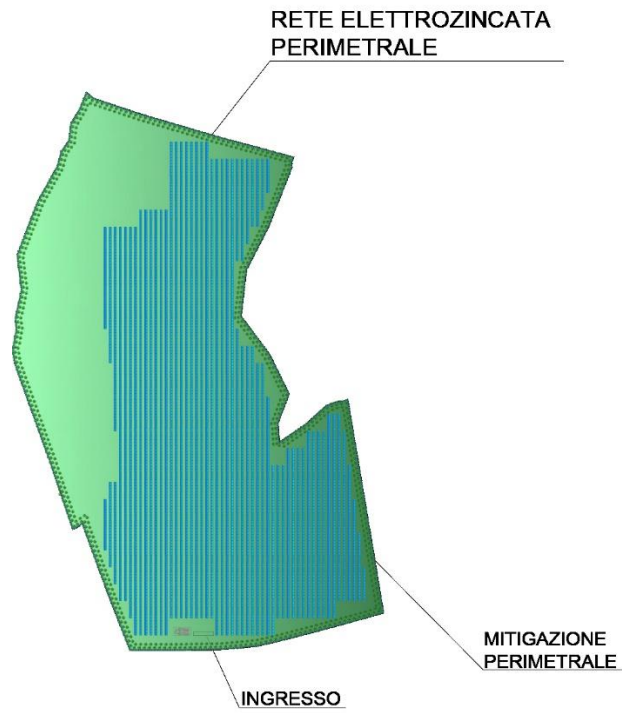 RETE ELETTROZINCATA
PERIMETRALE
MITIGAZIONE
PERIMETRALE
INGRESSO